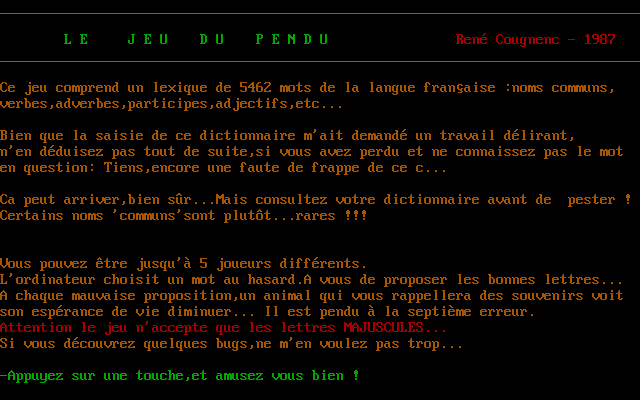 LE JEU DU PENDU René Cougnenc - 1987
Ce jeu comprend un lexique de 5462 mots de la langue française :noms communs,
verbes,adverbes,participes,adjectifs,etc...
Bien que la saisie de ce dictionnaire m'ait demandé un travail délirant,
n'en déduisez pas tout de suite,si vous avez perdu et ne connaissez pas le mot
en question: Tiens,encore une faute de frappe de ce c...
Ca peut arriver,bien sûr...Mais consultez votre dictionnaire avant de  pester !
Certains noms 'communs'sont plutôt...rares !!!
Vous pouvez être jusqu'à 5 joueurs différents.
L'ordinateur choisit un mot au hasard.A vous de proposer les bonnes lettres...
A chaque mauvaise proposition,un animal qui vous rappellera des souvenirs voit
son espérance de vie diminuer... Il est pendu à la septième erreur.
Attention le jeu n'accepte que les lettres MAJUSCULES...
Si vous découvrez quelques bugs,ne m'en voulez pas trop...
-Appuyez sur une touche,et amusez vous bien !